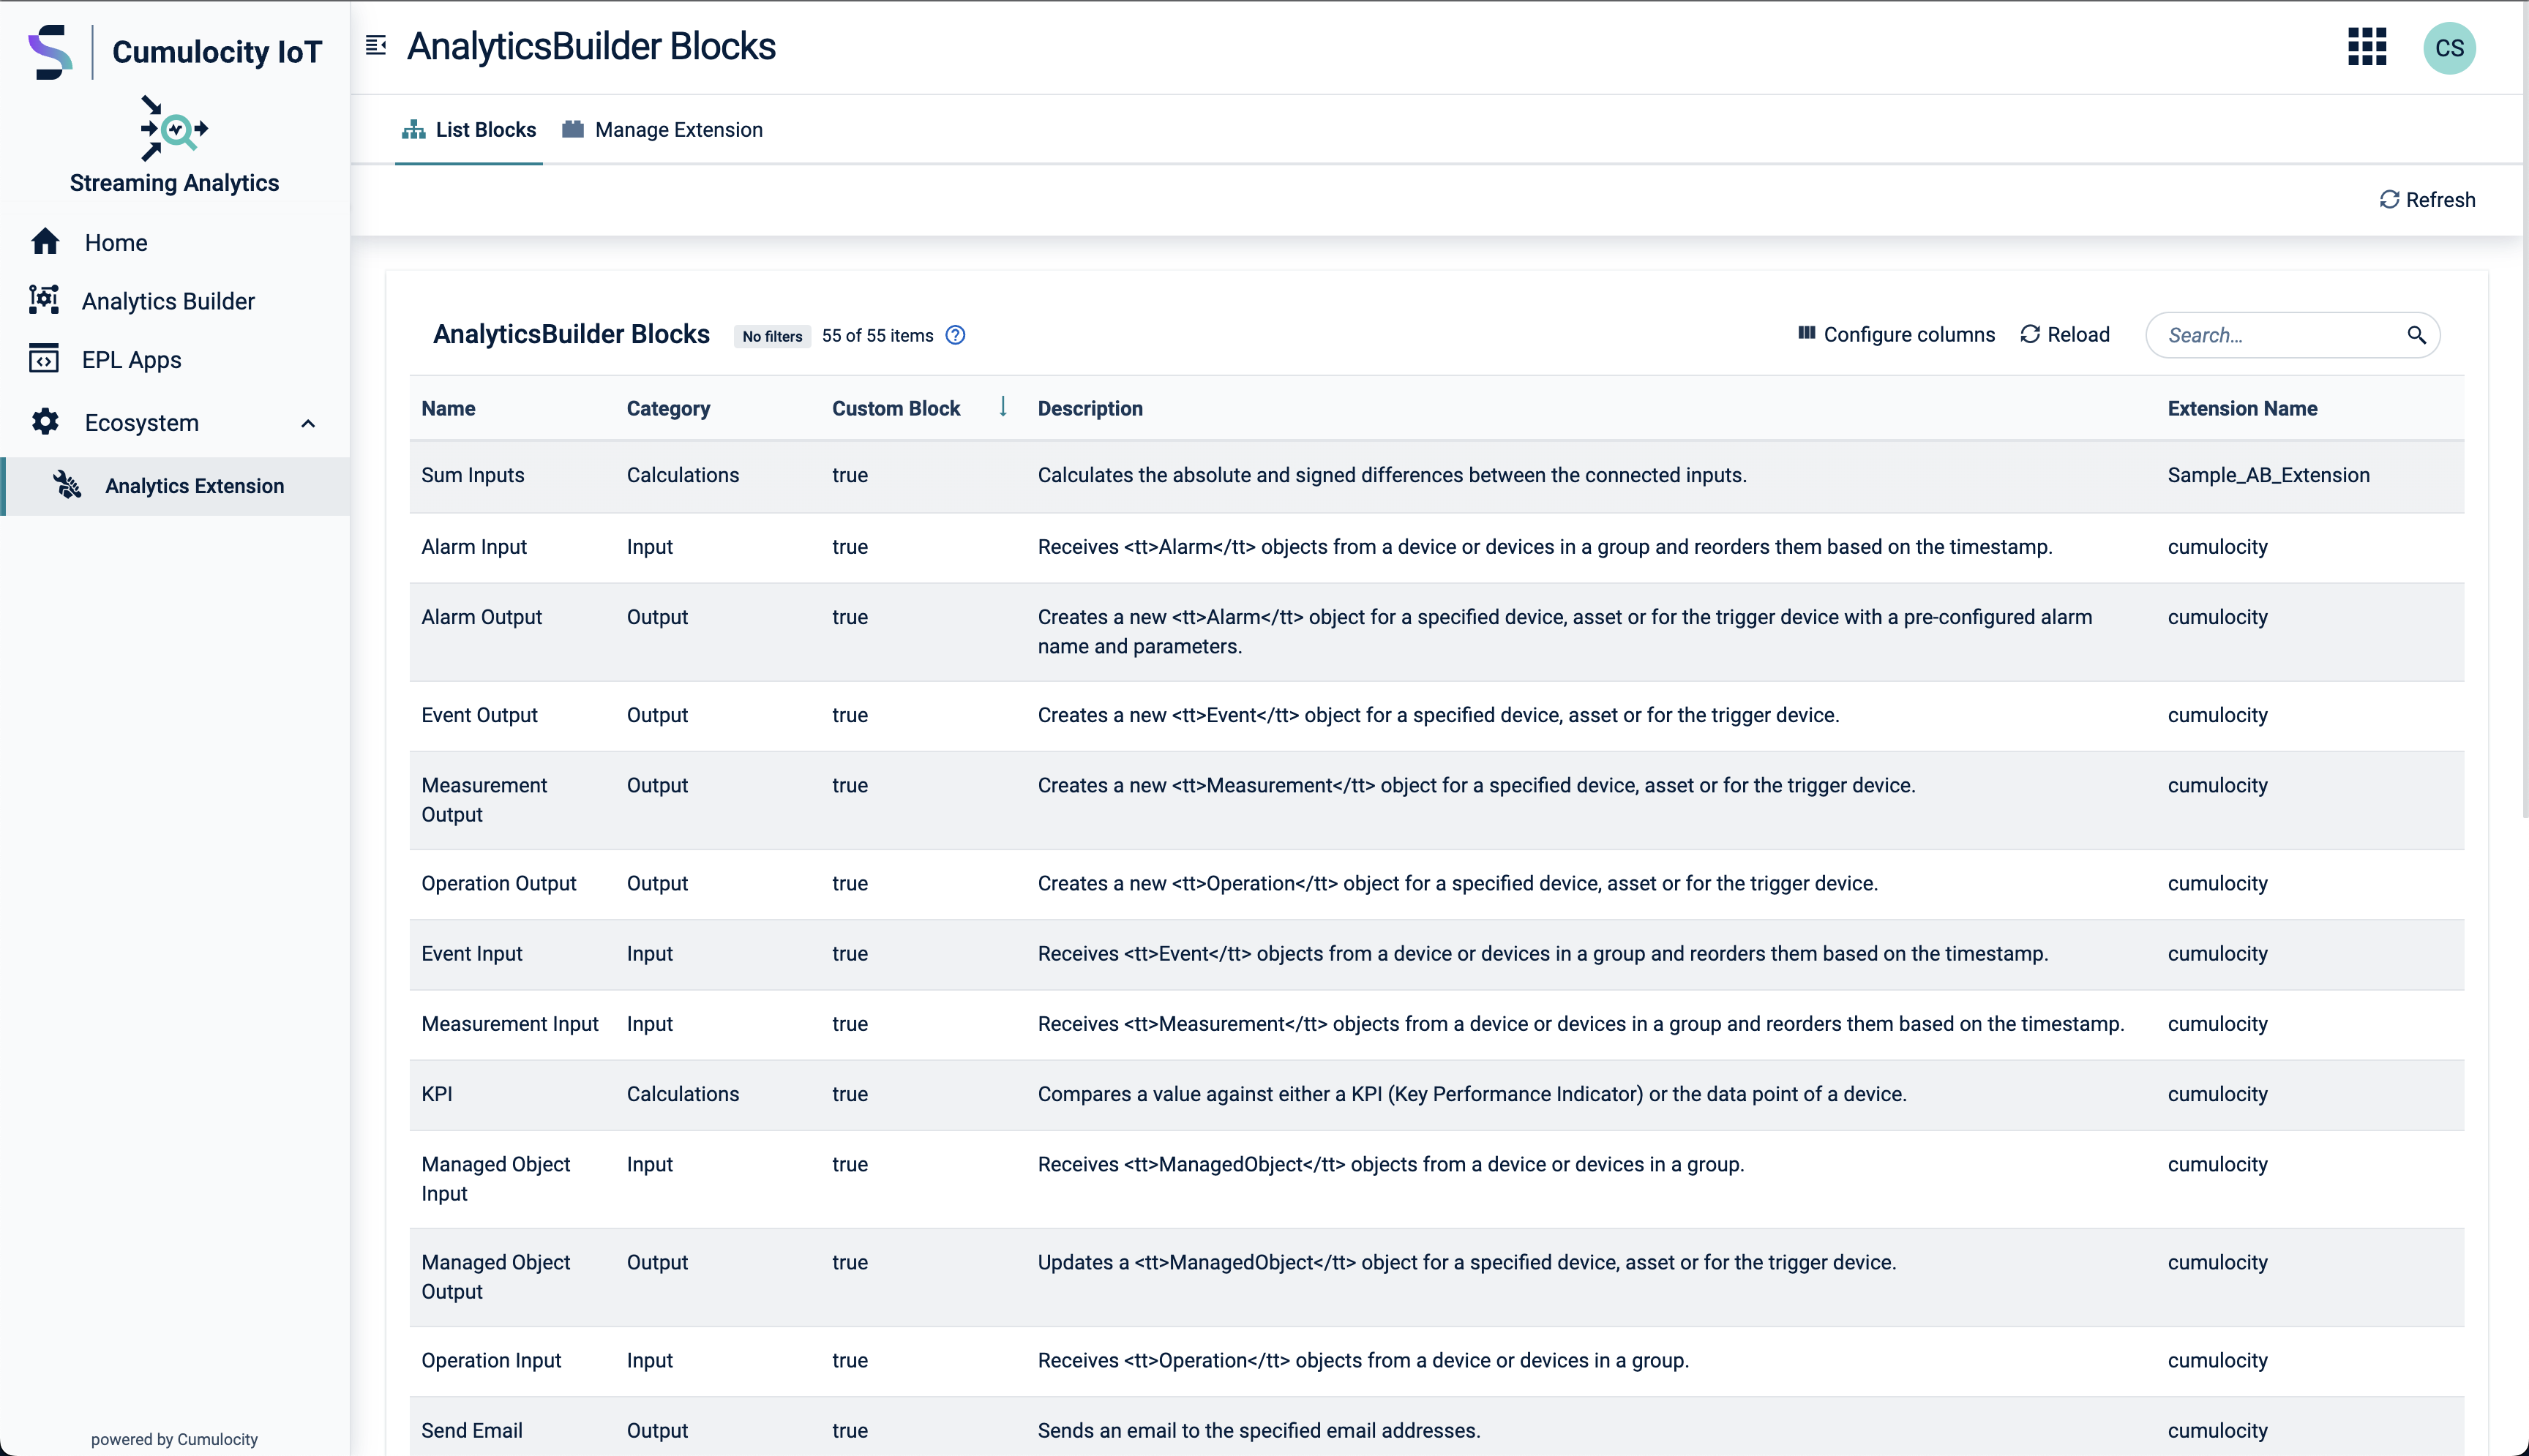 Cumulocity IoT
Streaming Analytics
Home
Analytics Builder
EPL Apps
Ecosystem
Analytics Extension
powered by Cumulocity
AnalyticsBuilder Blocks
CS
List Blocks
Manage Extension
Refresh
AnalyticsBuilder Blocks No filters 55 of 55 items
Configure columns Reload Search...
Name Category Custom Block Description Extension Name
Sum Inputs Calculations true Calculates the absolute and signed differences between the connected inputs. Sample_AB_Extension
Alarm Input Input true Receives <tt>Alarm</tt> objects from a device or devices in a group and reorders them based on the timestamp. cumulocity
Alarm Output Output true Creates a new <tt>Alarm</tt> object for a specified device, asset or for the trigger device with a pre-configured alarm cumulocity
name and parameters.
Event Output Output true Creates a new <tt>Event</tt> object for a specified device, asset or for the trigger device. cumulocity
Measurement Output true Creates a new <tt>Measurement</tt> object for a specified device, asset or for the trigger device. cumulocity
Output
Operation Output Output true Creates a new <tt>Operation</tt> object for a specified device, asset or for the trigger device. cumulocity
Event Input Input true Receives <tt>Event</tt> objects from a device or devices in a group and reorders them based on the timestamp. cumulocity
Measurement Input Input true Receives <tt>Measurement</tt> objects from a device or devices in a group and reorders them based on the timestamp. cumulocity
KPI Calculations true Compares a value against either a KPI (Key Performance Indicator) or the data point of a device. cumulocity
Managed Object Input true Receives <tt>ManagedObject</tt> objects from a device or devices in a group. cumulocity
Input
Managed Object Output true Updates a <tt>ManagedObject</tt> object for a specified device, asset or for the trigger device. cumulocity
Output
Operation Input Input true Receives <tt>Operation</tt> objects from a device or devices in a group. cumulocity
Send Email Output true Sends an email to the specified email addresses. cumulocity